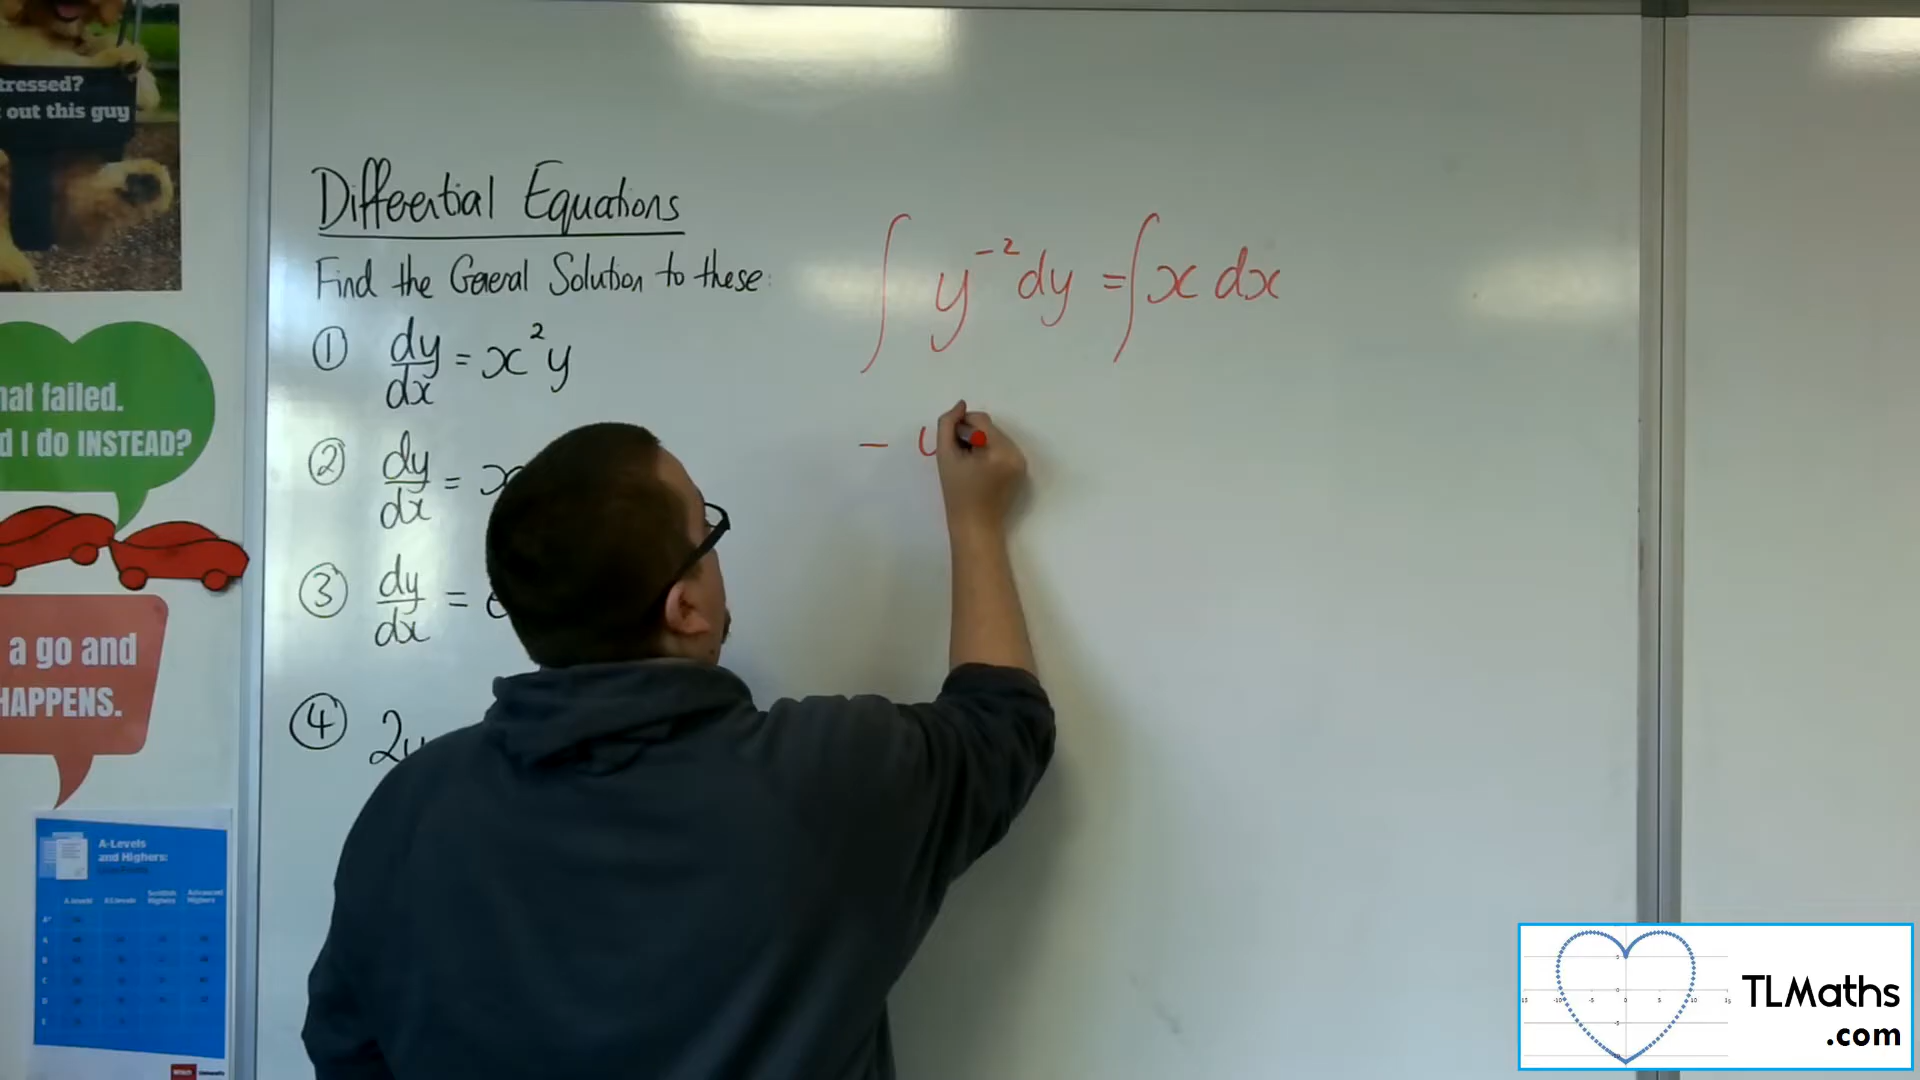 tressed?
out this guy
hat failed.
d I do INSTEAD?
a go and
HAPPENS.
A-Levels
and Highers:
Differential Equations
Find the General Solution to these:
① dy/dx = x²y
② dy/dx = x
③ dy/dx = e
④ 2y
∫ y⁻² dy = ∫ x dx
- y
TLMaths
.com